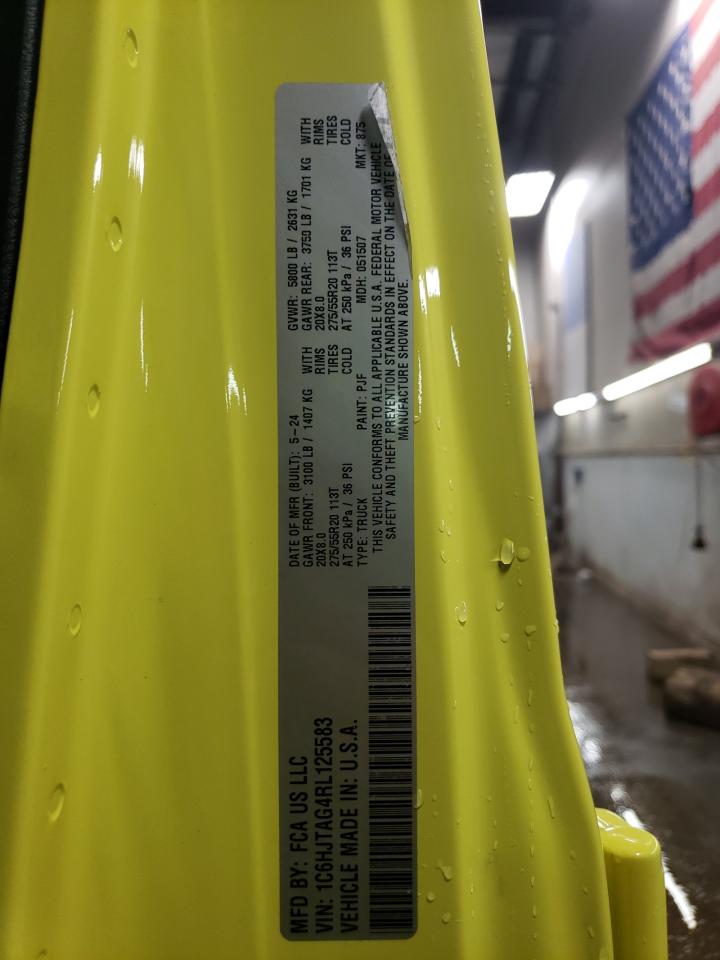 MFD BY: FCA US LLC
VIN: 1C6HJTAG4RL125583
VEHICLE MADE IN: U.S.A.
DATE OF MFR (BUILT): 5-24 GVWR: 5800 LB / 2631 KG
GAWR FRONT: 3100 LB / 1407 KG WITH GAWR REAR: 3750 LB / 1701 KG WITH
20X8.0 RIMS 20X8.0 RIMS
275/55R20 113T TIRES 275/55R20 113T TIRES
AT 250 kPa / 36 PSI COLD AT 250 kPa / 36 PSI COLD
TYPE: TRUCK PAINT: PJF MDH: 051507 MKT: 875
THIS VEHICLE CONFORMS TO ALL APPLICABLE U.S.A. FEDERAL MOTOR VEHICLE
SAFETY AND THEFT PREVENTION STANDARDS IN EFFECT ON THE DATE OF
MANUFACTURE SHOWN ABOVE.